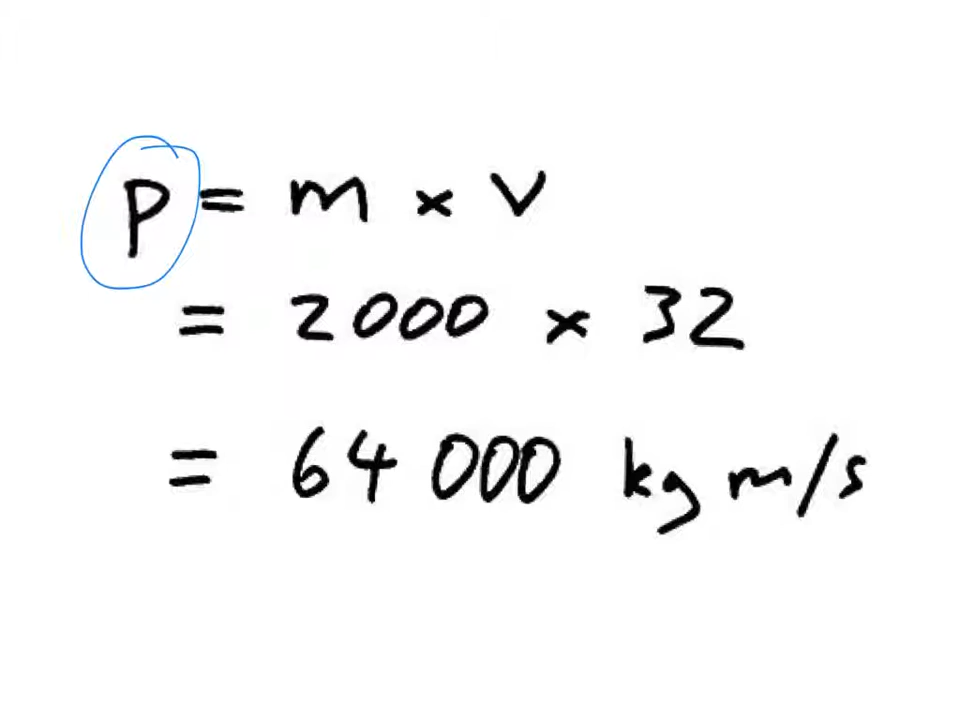 P = m × v
= 2000 × 32
= 64 000 kg m/s